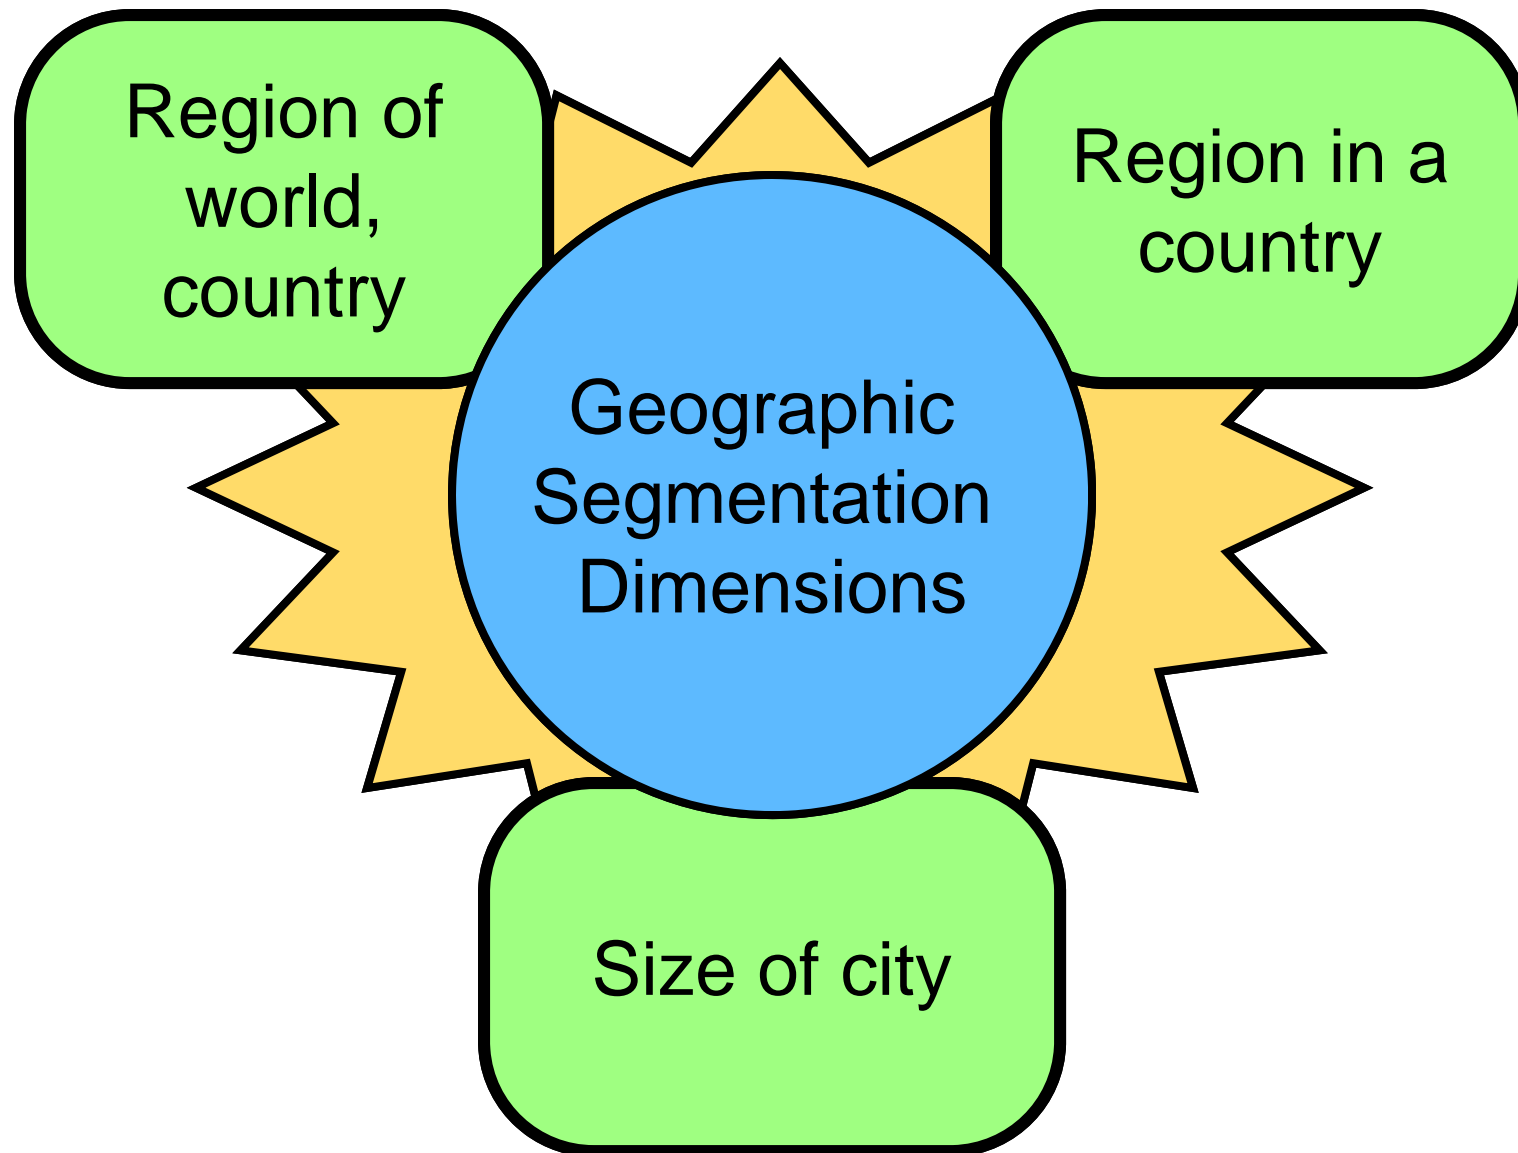 Region of
world,
country
Region in a
country
Geographic
Segmentation
Dimensions
Size of city